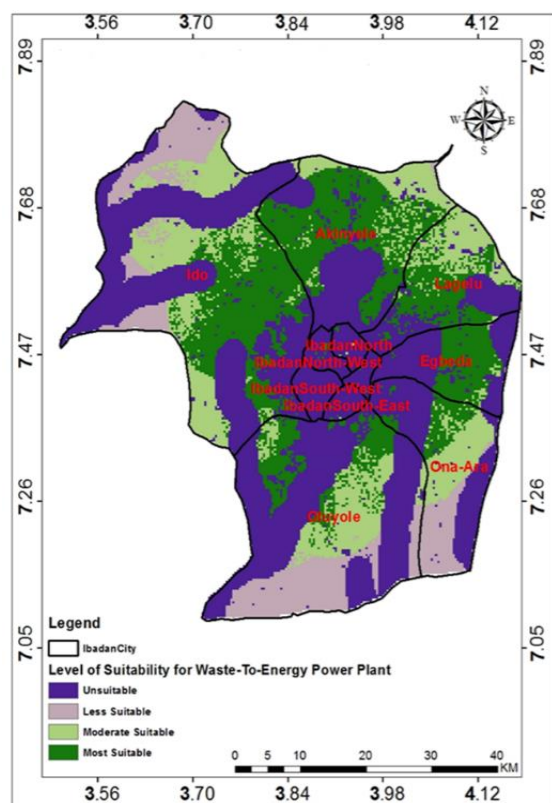 3.56 3.70 3.84 3.98 4.12
7.89 7.89
N
W E
S
7.68 7.68
Akinyele
Ido
Lagelu
7.47 7.47
IbadanNorth
IbadanNorth-West
Egbeda
IbadanSouth-West
IbadanSouth-East
Ona-Ara
7.26 7.26
Oluyole
Legend
IbadanCity
7.05 7.05
Level of Suitability for Waste-To-Energy Power Plant
Unsuitable
Less Suitable
Moderate Suitable
Most Suitable
0 5 10 20 30 40
KM
3.56 3.70 3.84 3.98 4.12